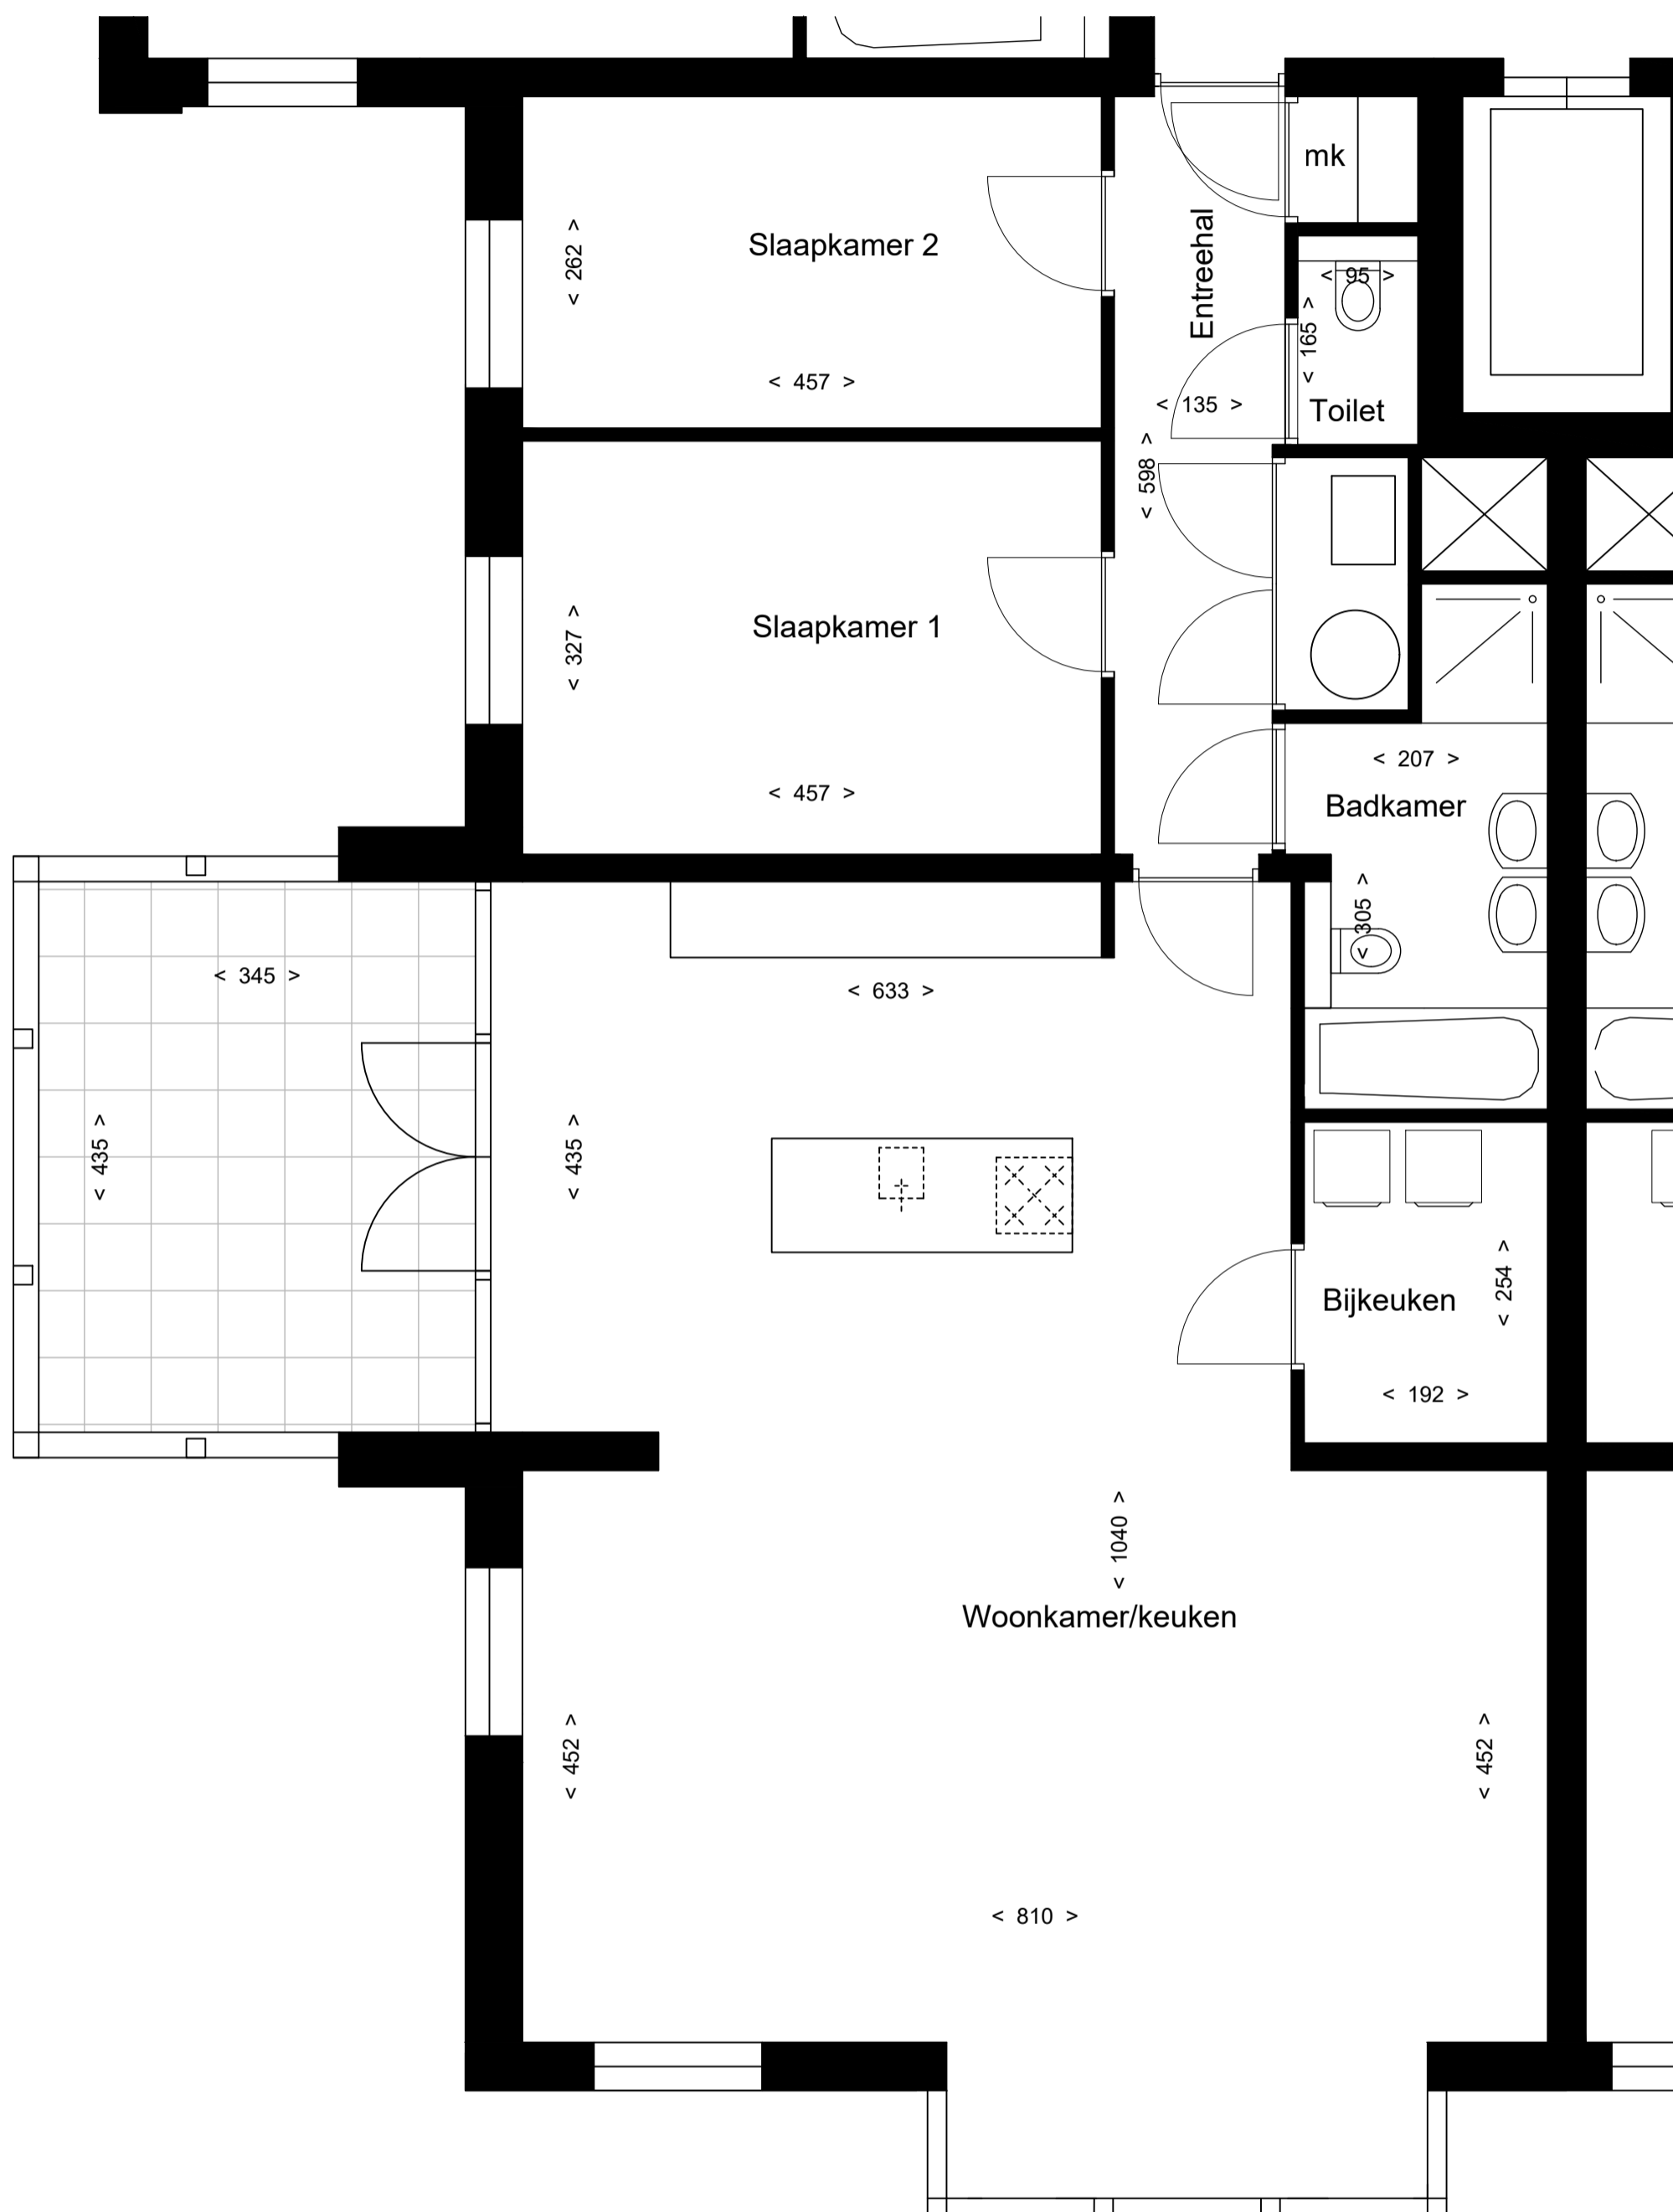 mk
Entreehal
< 262 >
Slaapkamer 2
< 95 >
< 165 >
< 457 >
< 135 >
Toilet
< 598 >
< 327 >
Slaapkamer 1
< 207 >
< 457 >
Badkamer
< 305 >
< 345 >
< 633 >
< 435 >
< 435 >
< 254 >
Bijkeuken
< 192 >
< 1040 >
Woonkamer/keuken
< 452 >
< 452 >
< 810 >